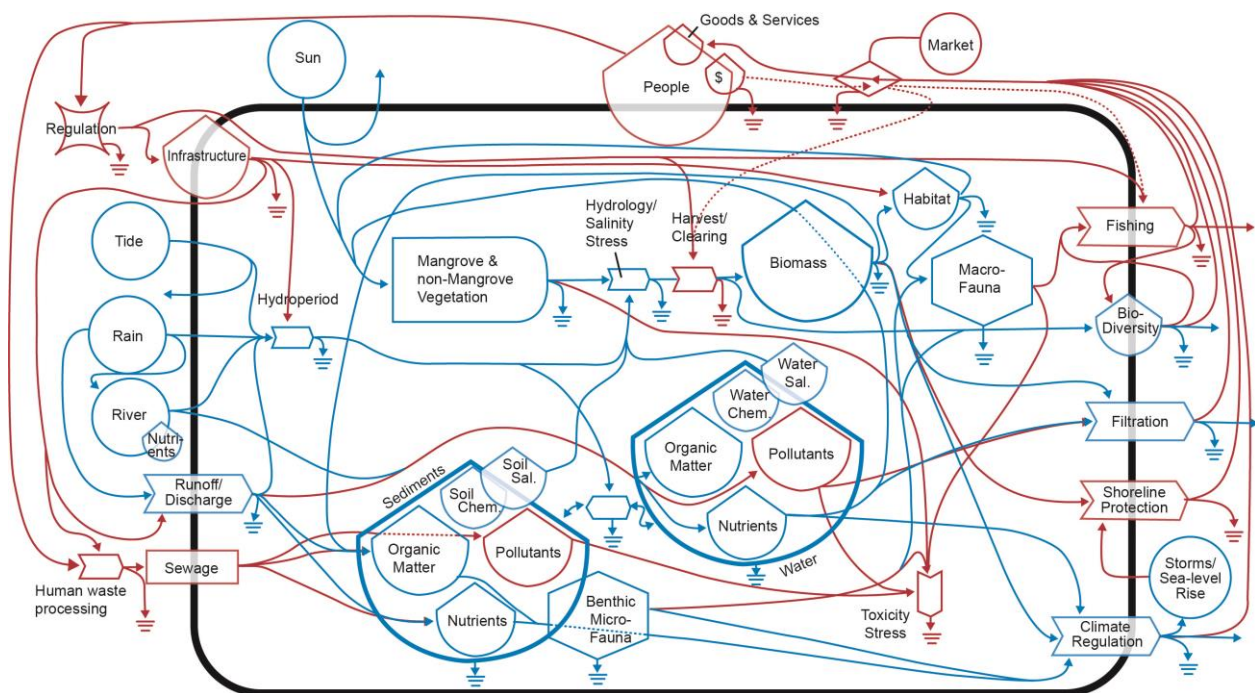 Goods & Services
Market
Sun
People
$
Regulation
Infrastructure
Tide
Hydrology/
Salinity
Stress
Harvest/
Clearing
Habitat
Fishing
Mangrove &
non-Mangrove
Vegetation
Biomass
Macro-
Fauna
Hydroperiod
Bio-
Diversity
Rain
River
Nutri-
ents
Water
Sal.
Water
Chem.
Organic
Matter
Pollutants
Filtration
Runoff/
Discharge
Sediments
Soil
Sal.
Soil
Chem.
Nutrients
Water
Shoreline
Protection
Organic
Matter
Pollutants
Sewage
Human waste
processing
Nutrients
Benthic
Micro-
Fauna
Toxicity
Stress
Storms/
Sea-level
Rise
Climate
Regulation